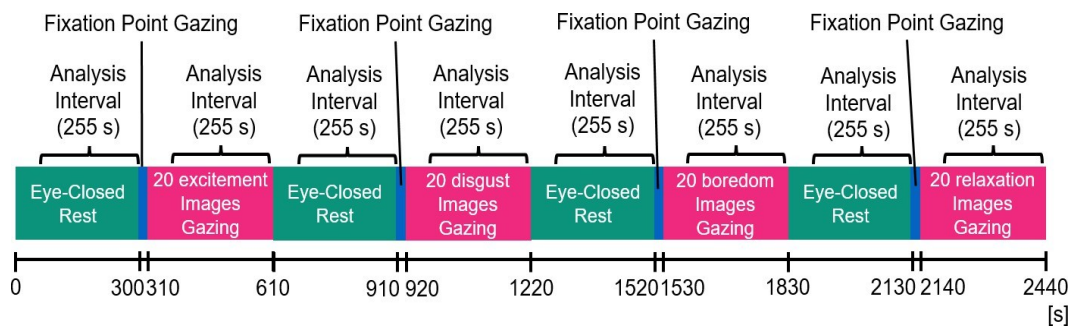 Fixation Point Gazing Fixation Point Gazing Fixation Point Gazing Fixation Point Gazing
Analysis Analysis Analysis Analysis Analysis Analysis Analysis Analysis
Interval Interval Interval Interval Interval Interval Interval Interval
(255 s) (255 s) (255 s) (255 s) (255 s) (255 s) (255 s) (255 s)
Eye-Closed
Rest
20 excitement
Images
Gazing
Eye-Closed
Rest
20 disgust
Images
Gazing
Eye-Closed
Rest
20 boredom
Images
Gazing
Eye-Closed
Rest
20 relaxation
Images
Gazing
0 300 310 610 910 920 1220 1520 1530 1830 2130 2140 2440
[s]